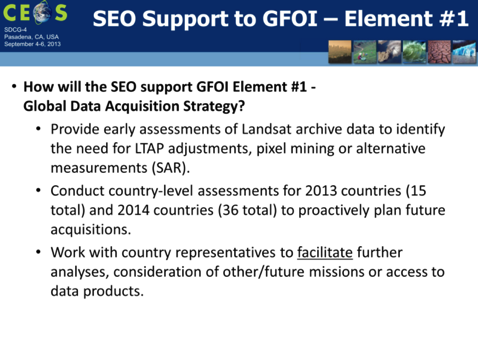 CEOS
SEO Support to GFOI – Element #1
SDCG-4
Pasadena, CA, USA
September 4-6, 2013
• How will the SEO support GFOI Element #1 -
Global Data Acquisition Strategy?
• Provide early assessments of Landsat archive data to identify
the need for LTAP adjustments, pixel mining or alternative
measurements (SAR).
• Conduct country-level assessments for 2013 countries (15
total) and 2014 countries (36 total) to proactively plan future
acquisitions.
• Work with country representatives to facilitate further
analyses, consideration of other/future missions or access to
data products.